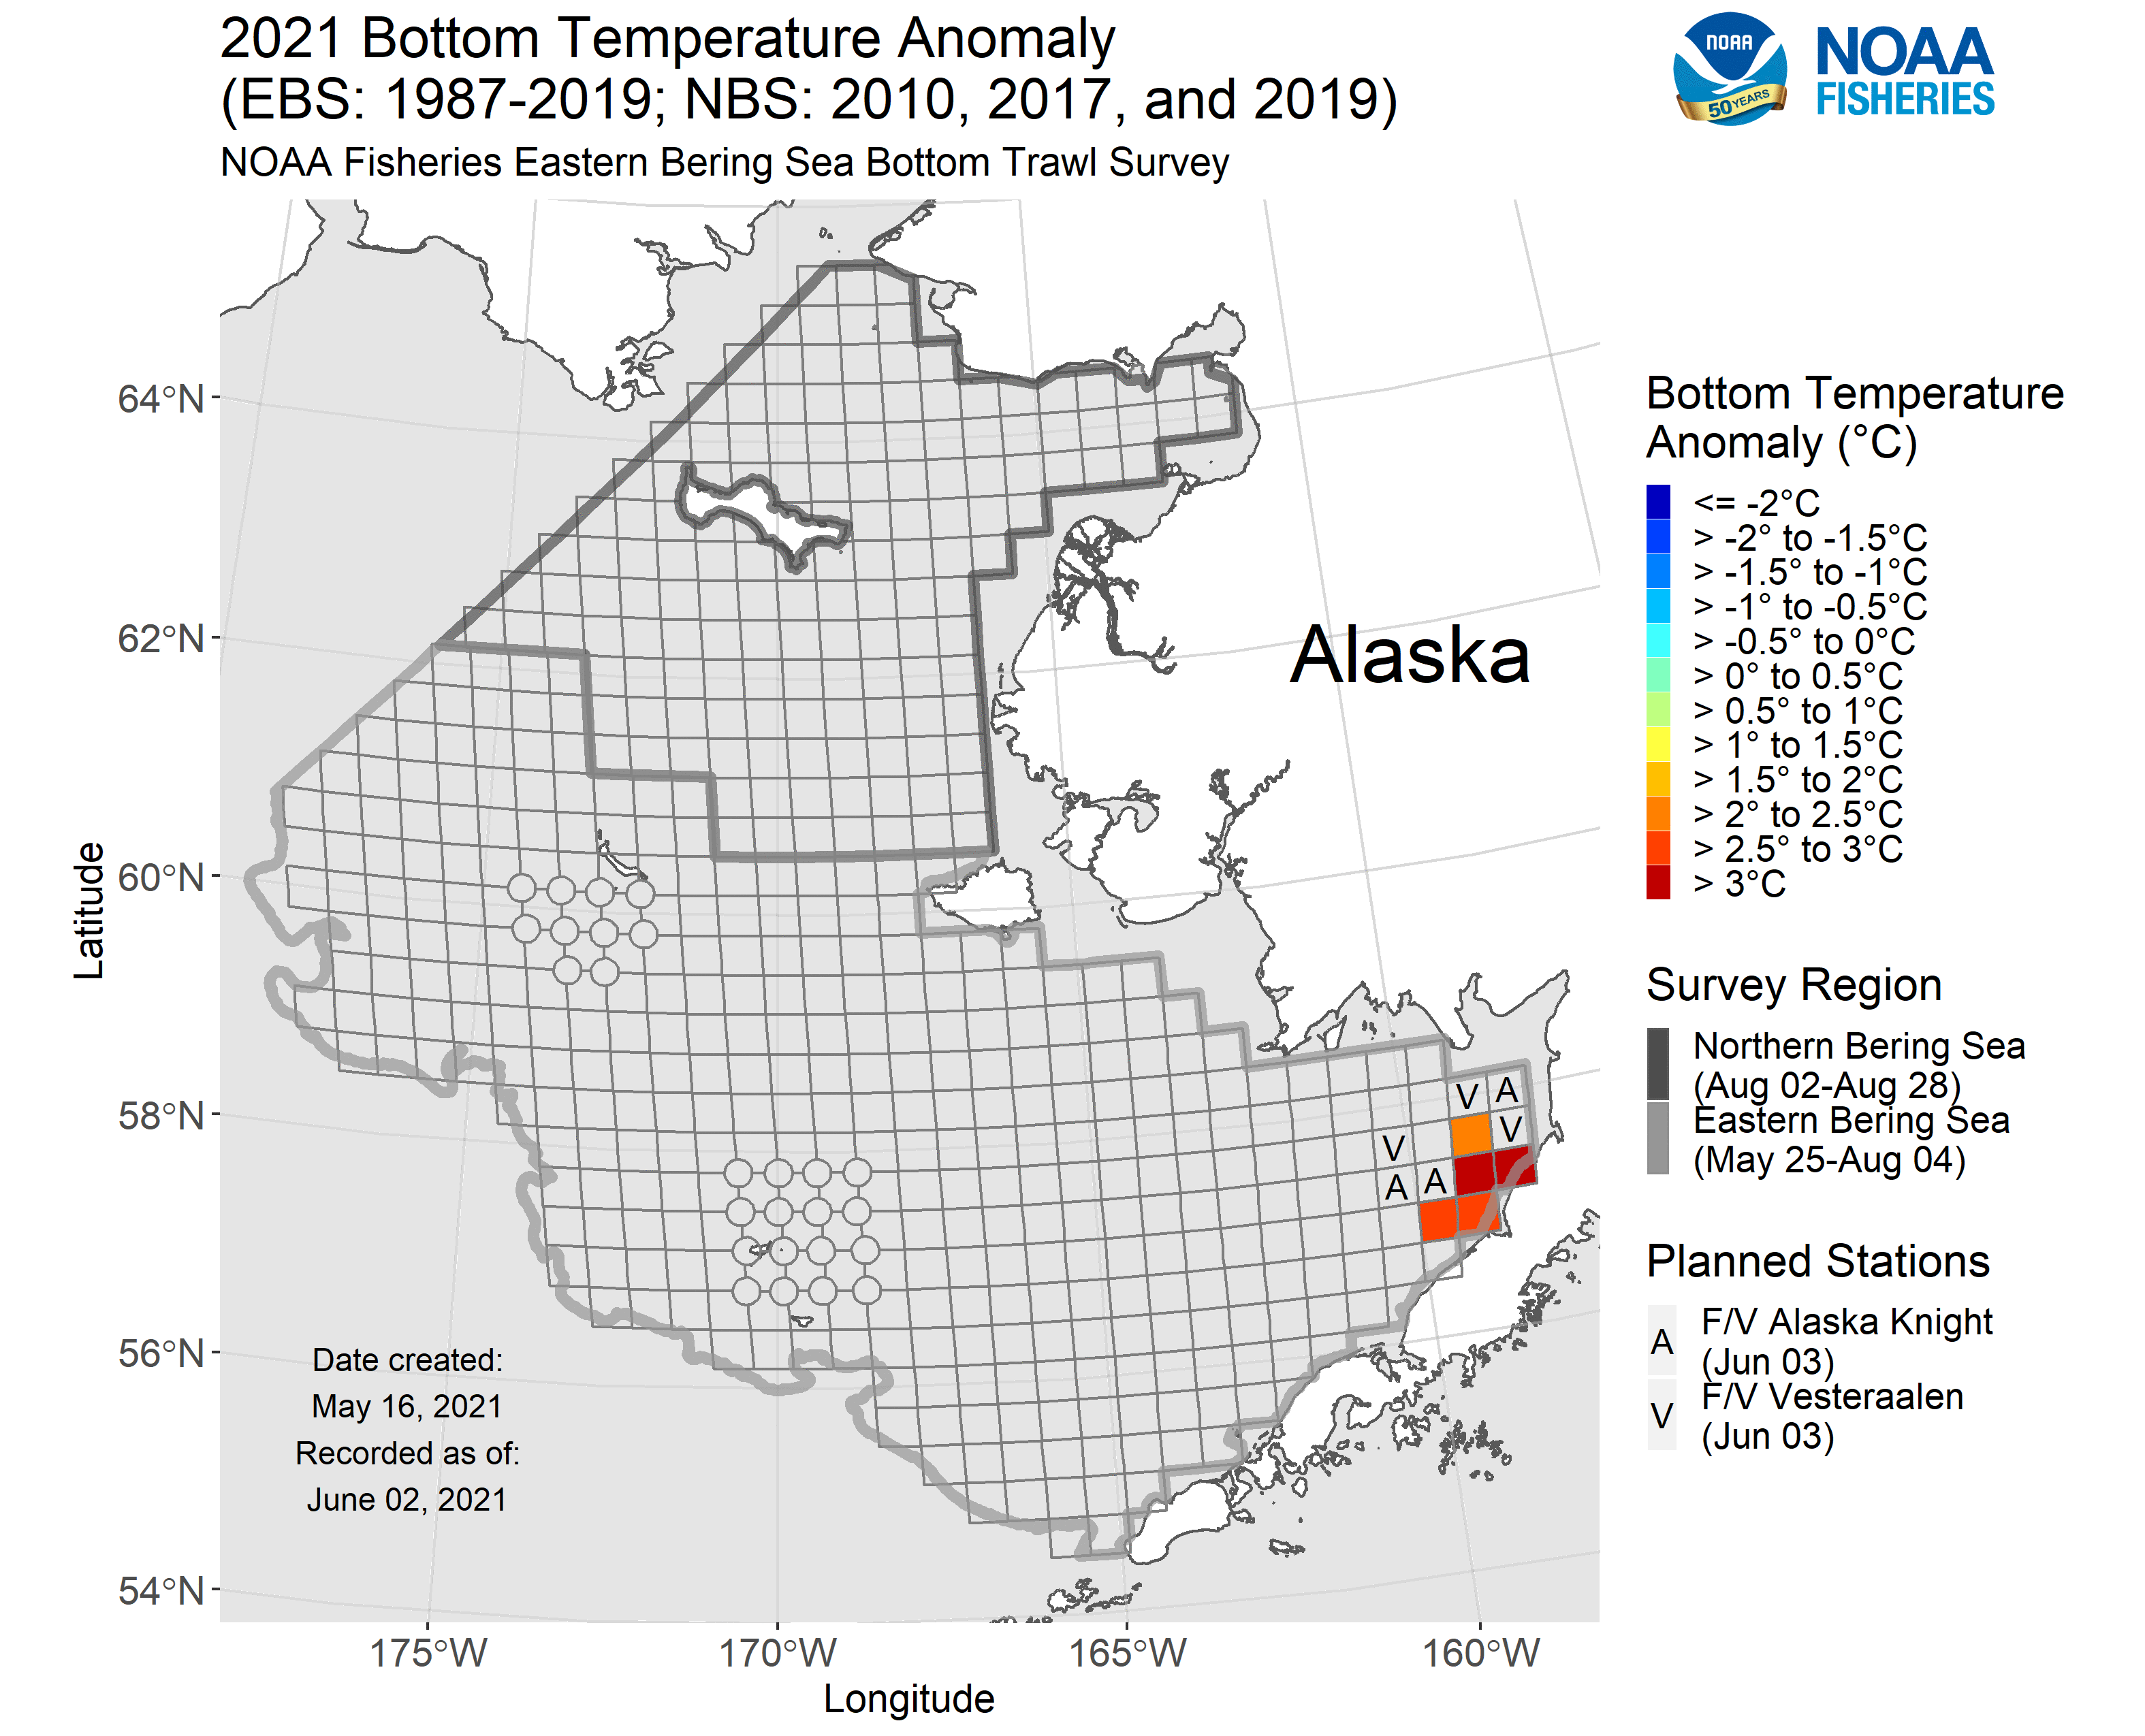 2021 Bottom Temperature Anomaly
(EBS: 1987-2019; NBS: 2010, 2017, and 2019)
NOAA Fisheries Eastern Bering Sea Bottom Trawl Survey
NOAA
50 YEARS
NOAA
FISHERIES
64°N
62°N
60°N
58°N
56°N
54°N
Latitude
Alaska
V A
V
V
A A
Date created:
May 16, 2021
Recorded as of:
June 02, 2021
175°W 170°W 165°W 160°W
Longitude
Bottom Temperature
Anomaly (°C)
<= -2°C
> -2° to -1.5°C
> -1.5° to -1°C
> -1° to -0.5°C
> -0.5° to 0°C
> 0° to 0.5°C
> 0.5° to 1°C
> 1° to 1.5°C
> 1.5° to 2°C
> 2° to 2.5°C
> 2.5° to 3°C
> 3°C
Survey Region
Northern Bering Sea
(Aug 02-Aug 28)
Eastern Bering Sea
(May 25-Aug 04)
Planned Stations
A F/V Alaska Knight
(Jun 03)
V F/V Vesteraalen
(Jun 03)